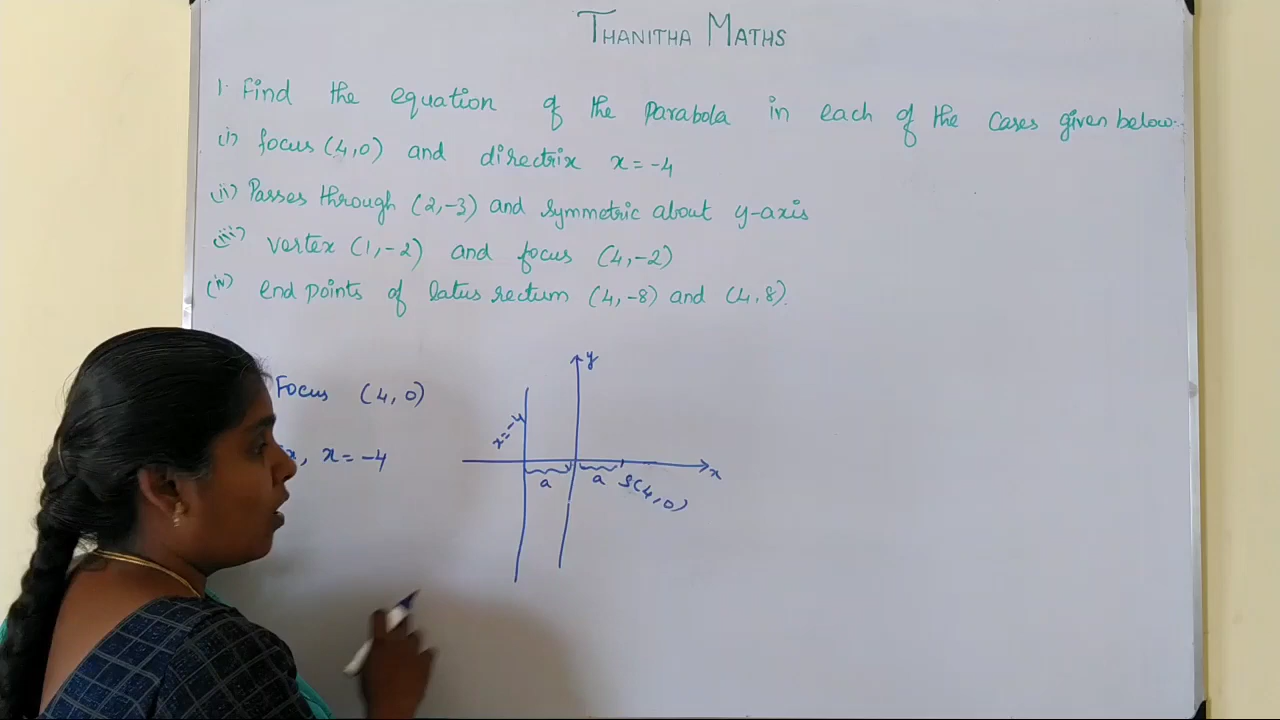 THANITHA MATHS
1. Find the equation of the Parabola in each of the cases given below:
(i) focus (4,0) and directrix x = -4
(ii) Passes through (2,-3) and symmetric about y-axis
(iii) vertex (1,-2) and focus (4,-2)
(iv) end points of latus rectum (4,-8) and (4,8).
y
Focus (4,0)
x=-4
x, x = -4
x
a a S(4,0)